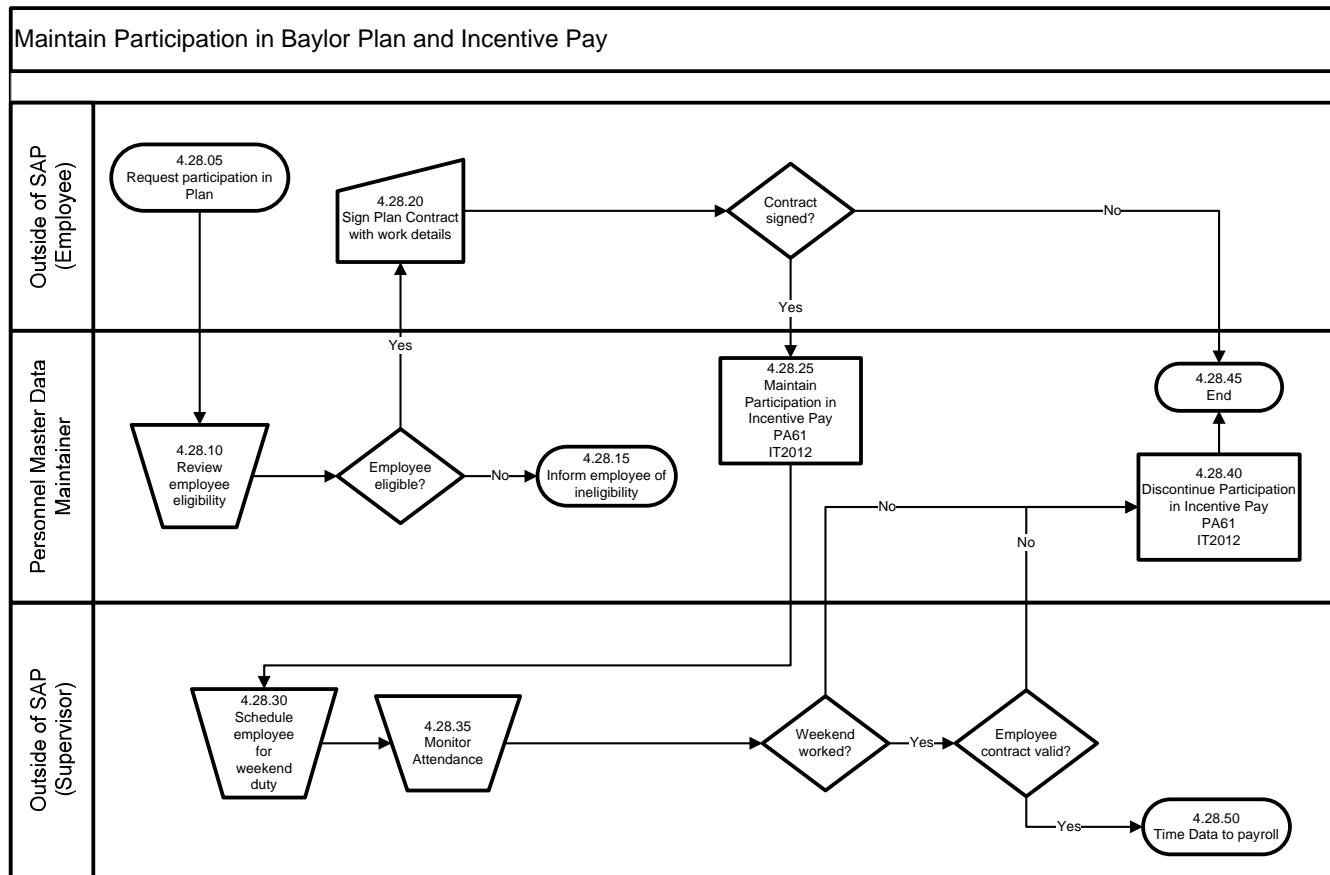 Maintain Participation in Baylor Plan and Incentive Pay
Outside of SAP
(Employee)
4.28.05
Request participation in
Plan
4.28.20
Sign Plan Contract
with work details
Contract
signed?
No
Yes
Yes
Personnel Master Data
Maintainer
4.28.10
Review
employee
eligibility
Employee
eligible?
No
4.28.15
Inform employee of
ineligibility
4.28.25
Maintain
Participation in
Incentive Pay
PA61
IT2012
4.28.45
End
4.28.40
Discontinue Participation
in Incentive Pay
PA61
IT2012
No
No
Outside of SAP
(Supervisor)
4.28.30
Schedule
employee
for
weekend
duty
4.28.35
Monitor
Attendance
Weekend
worked?
Yes
Employee
contract valid?
Yes
4.28.50
Time Data to payroll